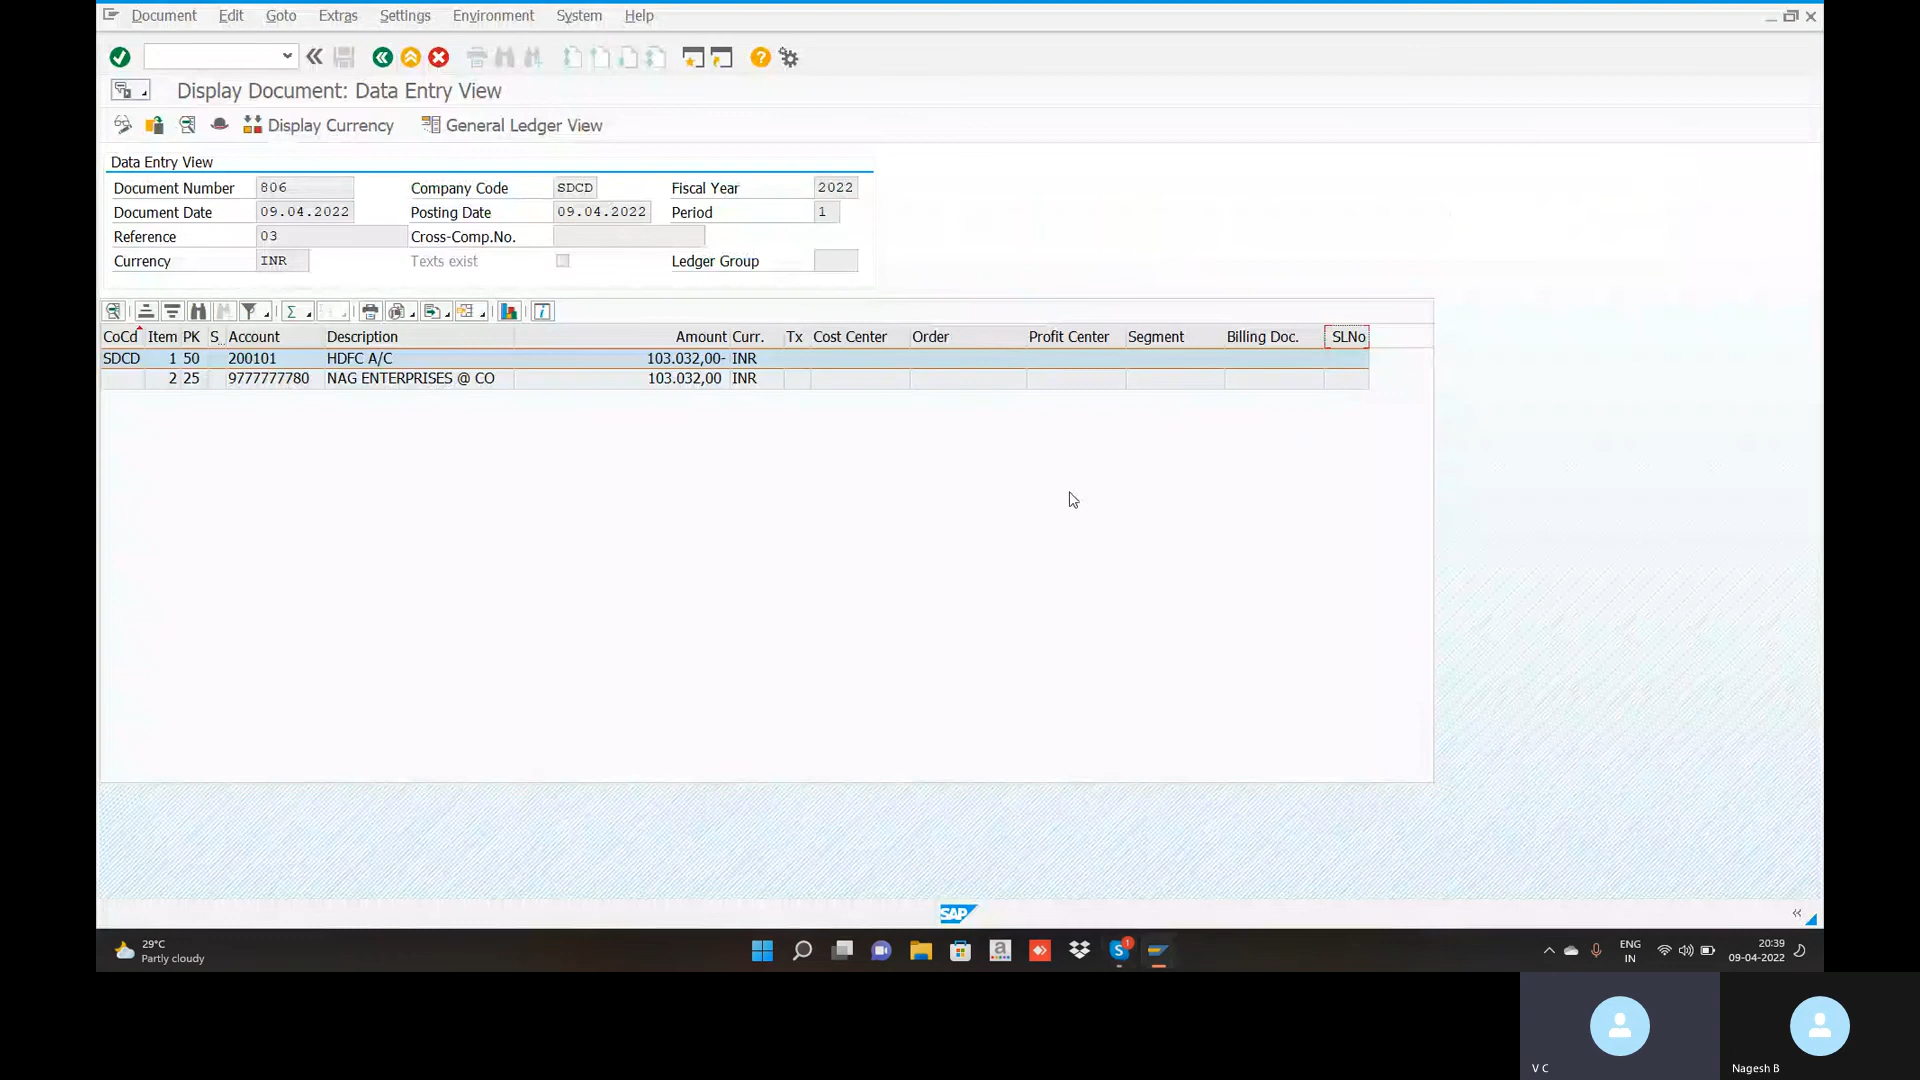 Document Edit Goto Extras Settings Environment System Help
Display Document: Data Entry View
Display Currency General Ledger View
Data Entry View
Document Number 806 Company Code SDCD Fiscal Year 2022
Document Date 09.04.2022 Posting Date 09.04.2022 Period 1
Reference 03 Cross-Comp.No.
Currency INR Texts exist Ledger Group
CoCd Item PK S.. Account Description Amount Curr. Tx Cost Center Order Profit Center Segment Billing Doc. SLNo
SDCD 1 50 200101 HDFC A/C 103.032,00- INR
2 25 9777777780 NAG ENTERPRISES @ CO 103.032,00 INR
SAP
29°C
Partly cloudy
a
S 1
ENG
IN
20:39
09-04-2022
V C
Nagesh B